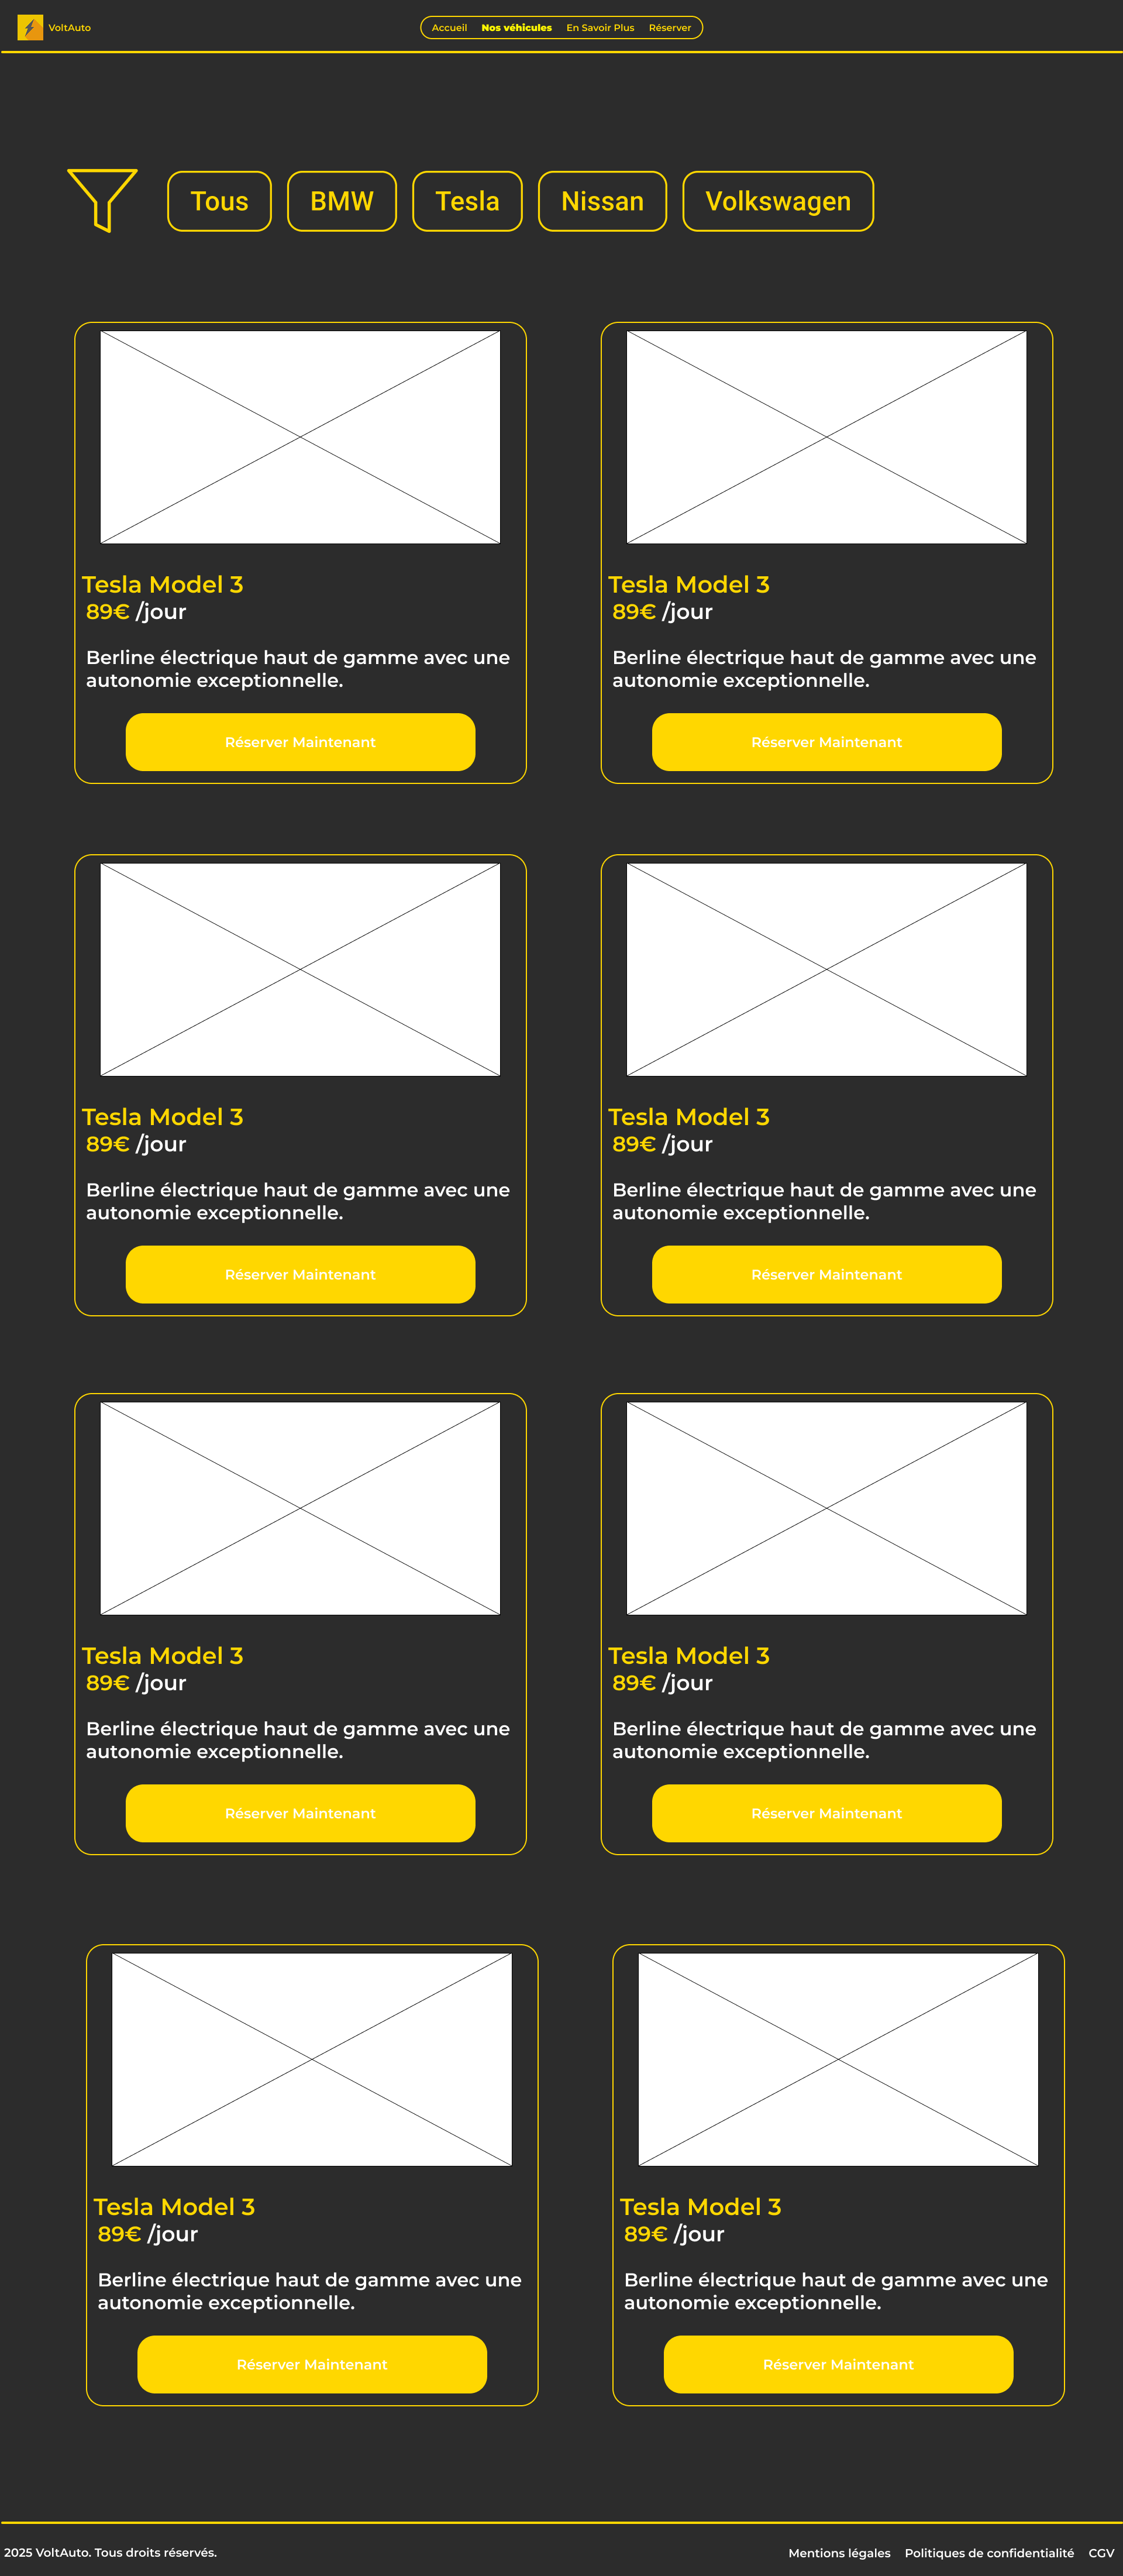 VoltAuto
Accueil Nos véhicules En Savoir Plus Réserver
Tous BMW Tesla Nissan Volkswagen
Tesla Model 3
89€ /jour
Berline électrique haut de gamme avec une
autonomie exceptionnelle.
Réserver Maintenant
Tesla Model 3
89€ /jour
Berline électrique haut de gamme avec une
autonomie exceptionnelle.
Réserver Maintenant
Tesla Model 3
89€ /jour
Berline électrique haut de gamme avec une
autonomie exceptionnelle.
Réserver Maintenant
Tesla Model 3
89€ /jour
Berline électrique haut de gamme avec une
autonomie exceptionnelle.
Réserver Maintenant
Tesla Model 3
89€ /jour
Berline électrique haut de gamme avec une
autonomie exceptionnelle.
Réserver Maintenant
Tesla Model 3
89€ /jour
Berline électrique haut de gamme avec une
autonomie exceptionnelle.
Réserver Maintenant
Tesla Model 3
89€ /jour
Berline électrique haut de gamme avec une
autonomie exceptionnelle.
Réserver Maintenant
Tesla Model 3
89€ /jour
Berline électrique haut de gamme avec une
autonomie exceptionnelle.
Réserver Maintenant
2025 VoltAuto. Tous droits réservés.
Mentions légales Politiques de confidentialité CGV